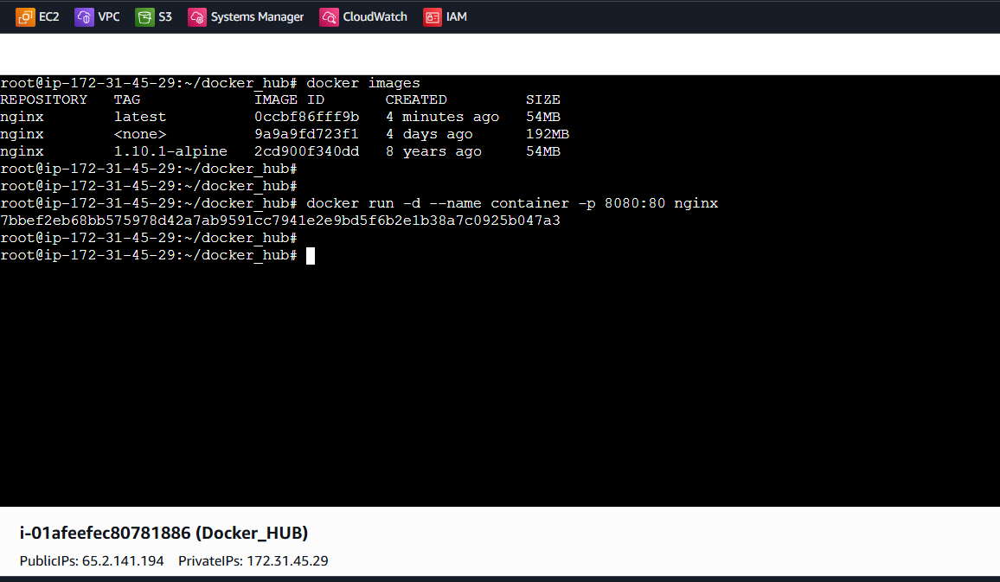 EC2 VPC S3 Systems Manager CloudWatch IAM
root@ip-172-31-45-29:~/docker_hub# docker images
REPOSITORY   TAG             IMAGE ID       CREATED         SIZE
nginx        latest          0ccbf86fff9b   4 minutes ago   54MB
nginx        <none>          9a9a9fd723f1   4 days ago      192MB
nginx        1.10.1-alpine   2cd900f340dd   8 years ago     54MB
root@ip-172-31-45-29:~/docker_hub#
root@ip-172-31-45-29:~/docker_hub#
root@ip-172-31-45-29:~/docker_hub# docker run -d --name container -p 8080:80 nginx
7bbef2eb68bb575978d42a7ab9591cc7941e2e9bd5f6b2e1b38a7c0925b047a3
root@ip-172-31-45-29:~/docker_hub#
root@ip-172-31-45-29:~/docker_hub#
i-01afeefec80781886 (Docker_HUB)
PublicIPs: 65.2.141.194 PrivateIPs: 172.31.45.29